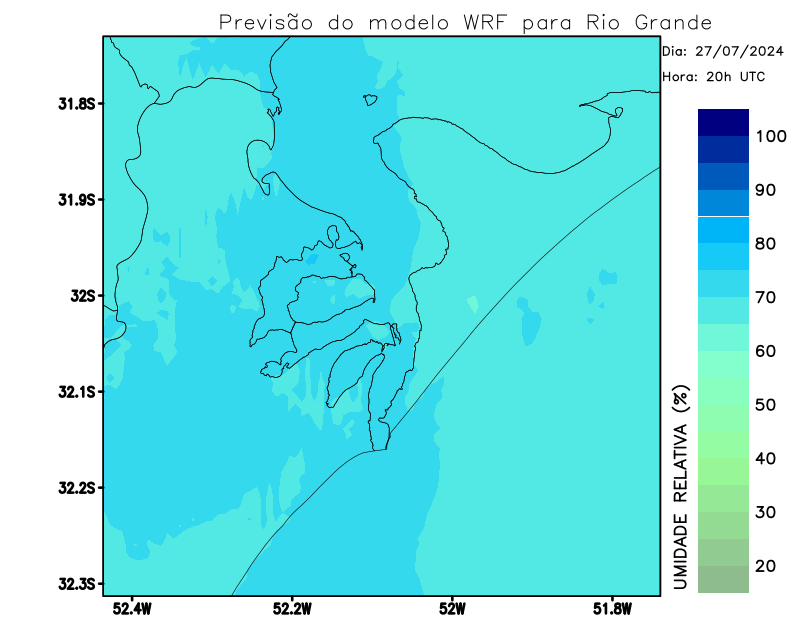 Previsão do modelo WRF para Rio Grande
Dia: 27/07/2024
Hora: 20h UTC
31.8S
31.9S
32S
32.1S
32.2S
32.3S
52.4W
52.2W
52W
51.8W
100
90
80
70
60
50
40
30
20
UMIDADE RELATIVA (%)